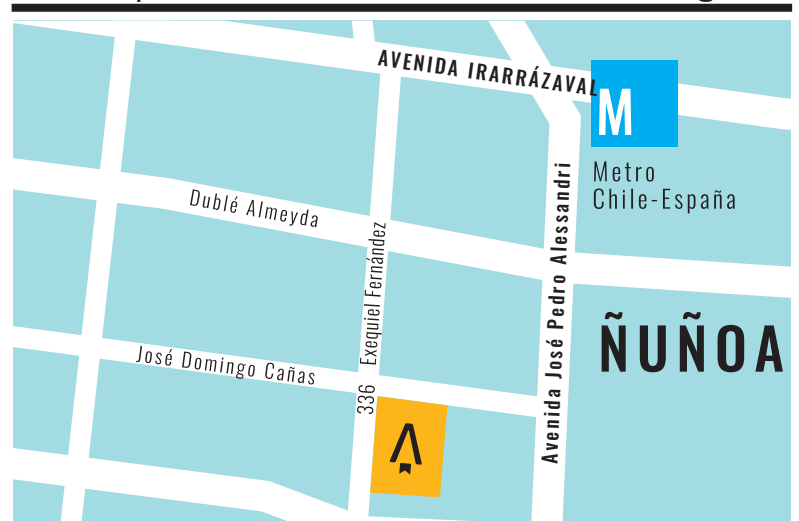 AVENIDA IRARRÁZAVAL
M
Metro
Chile-España
Dublé Almeyda
Exequiel Fernández
336
Avenida José Pedro Alessandri
ÑUÑOA
José Domingo Cañas